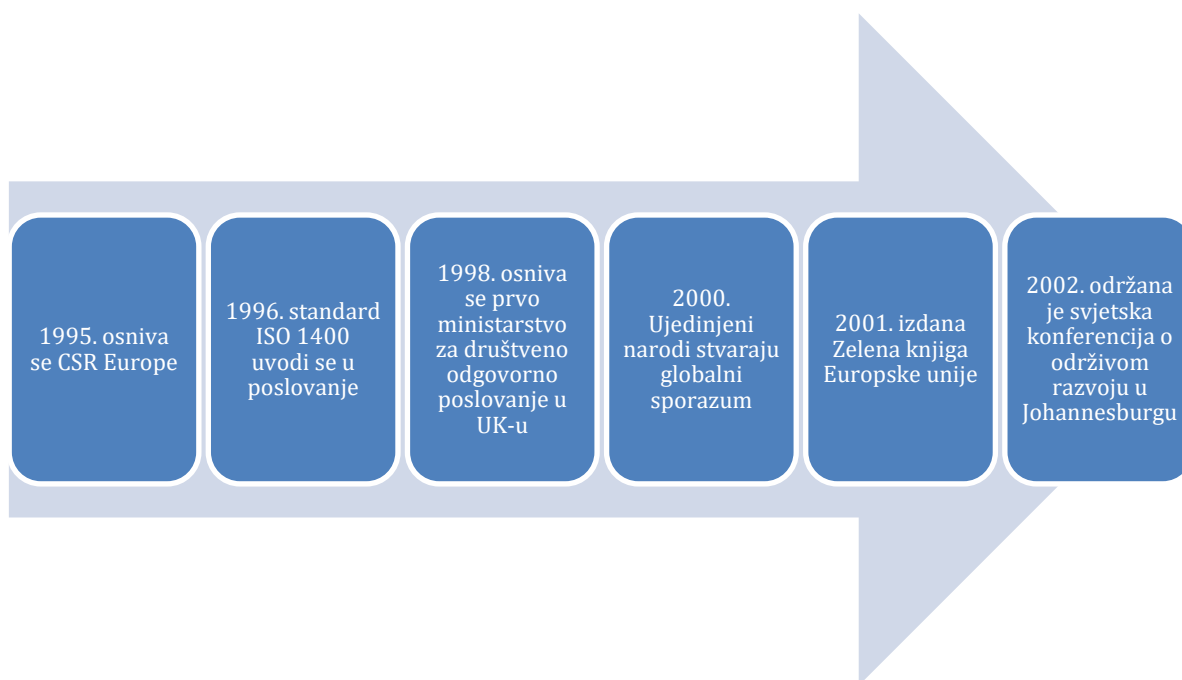 1995. osniva
se CSR Europe
1996. standard
ISO 1400
uvodi se u
poslovanje
1998. osniva
se prvo
ministarstvo
za društveno
odgovorno
poslovanje u
UK-u
2000.
Ujedinjeni
narodi stvaraju
globalni
sporazum
2001. izdana
Zelena knjiga
Europske unije
2002. održana
je svjetska
konferencija o
održivom
razvoju u
Johannesburgu